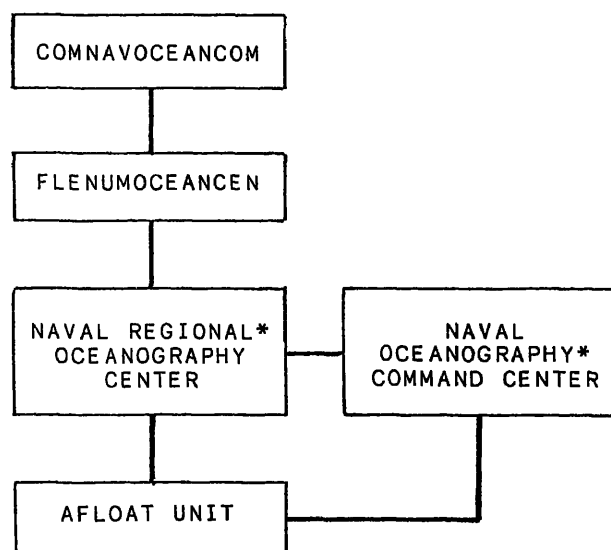 COMNAVOCEANCOM
FLENUMOCEANCEN
NAVAL REGIONAL*
OCEANOGRAPHY
CENTER
NAVAL
OCEANOGRAPHY*
COMMAND CENTER
AFLOAT UNIT